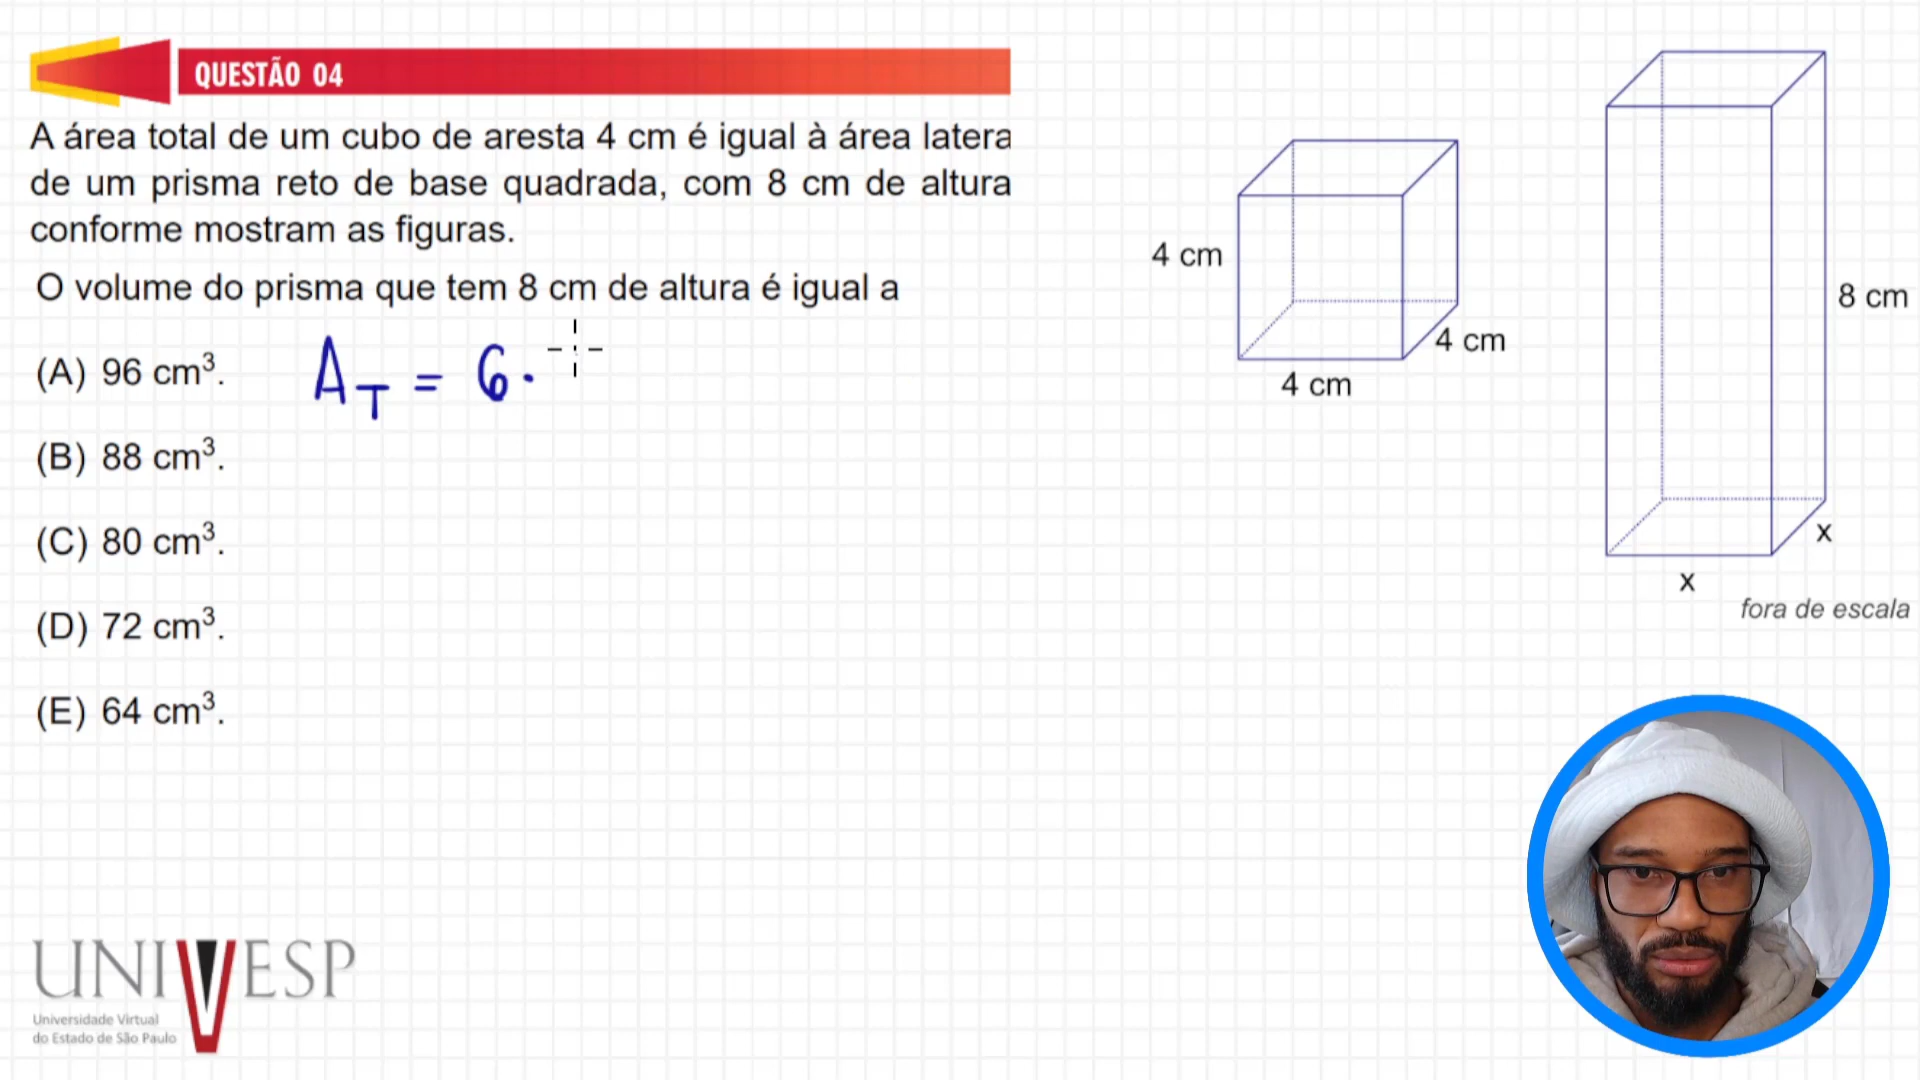 QUESTÃO 04
A área total de um cubo de aresta 4 cm é igual à área latera
de um prisma reto de base quadrada, com 8 cm de altura
conforme mostram as figuras.
O volume do prisma que tem 8 cm de altura é igual a
(A) 96 cm³.
A_T = 6 ·
(B) 88 cm³.
(C) 80 cm³.
(D) 72 cm³.
(E) 64 cm³.
4 cm
4 cm
4 cm
8 cm
x
x
fora de escala
UNIVESP
Universidade Virtual
do Estado de São Paulo